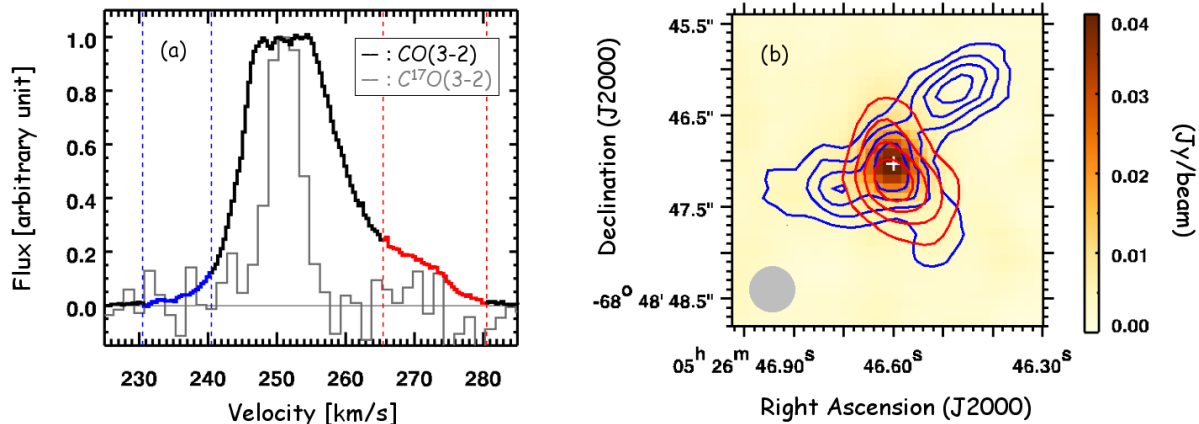 (a)
— : CO(3-2)
— : C¹⁷O(3-2)
1.0
0.8
0.6
0.4
0.2
0.0
Flux [arbitrary unit]
230 240 250 260 270 280
Velocity [km/s]
(b)
45.5"
46.5"
47.5"
-68° 48' 48.5"
Declination (J2000)
05ʰ 26ᵐ 46.90ˢ 46.60ˢ 46.30ˢ
Right Ascension (J2000)
0.04
0.03
0.02
0.01
0.00
(Jy/beam)